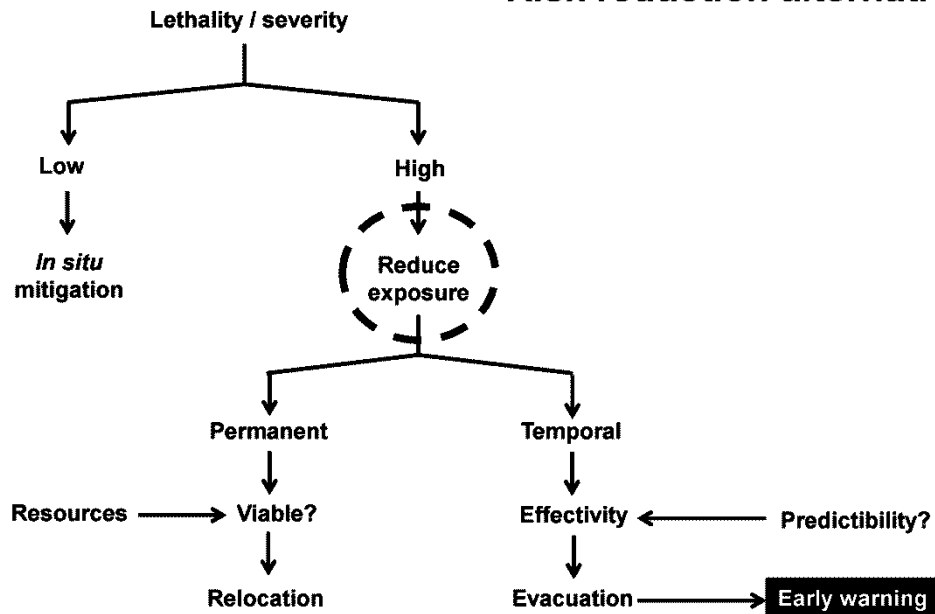 Lethality / severity
Low
High
In situ
mitigation
Reduce
exposure
Permanent
Temporal
Resources
Viable?
Effectivity
Predictibility?
Relocation
Evacuation
Early warning